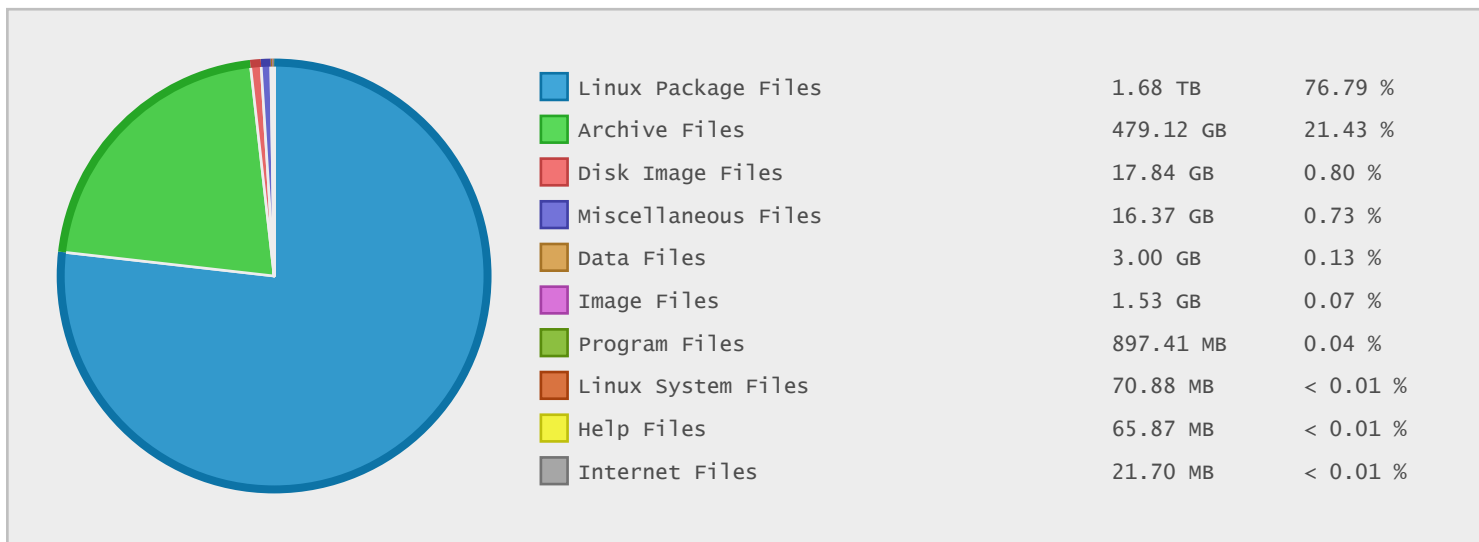 Linux Package Files 1.68 TB 76.79 %
Archive Files 479.12 GB 21.43 %
Disk Image Files 17.84 GB 0.80 %
Miscellaneous Files 16.37 GB 0.73 %
Data Files 3.00 GB 0.13 %
Image Files 1.53 GB 0.07 %
Program Files 897.41 MB 0.04 %
Linux System Files 70.88 MB < 0.01 %
Help Files 65.87 MB < 0.01 %
Internet Files 21.70 MB < 0.01 %